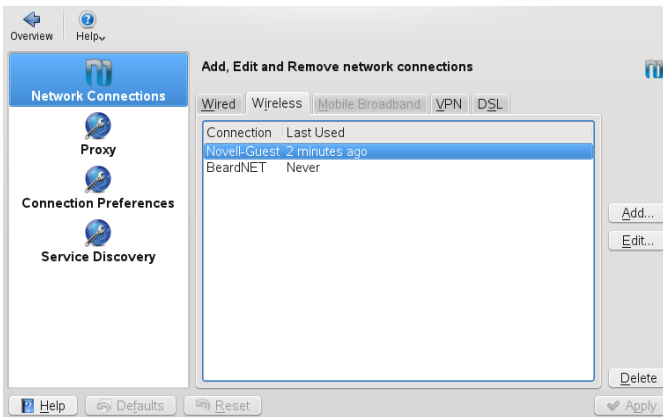 Overview Help
Add, Edit and Remove network connections
Network Connections
Proxy
Connection Preferences
Service Discovery
Wired Wireless Mobile Broadband VPN DSL
Connection Last Used
Novell-Guest 2 minutes ago
BeardNET Never
Add...
Edit...
Delete
Help Defaults Reset Apply